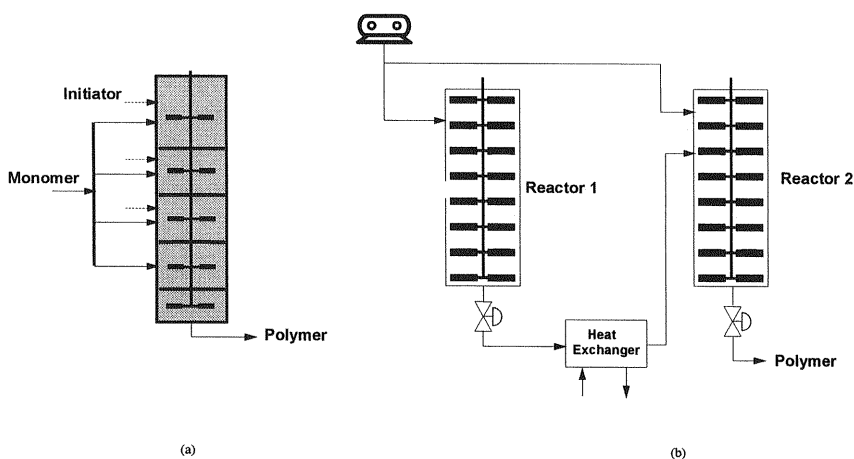 Initiator
Monomer
Polymer
(a)
Reactor 1
Reactor 2
Heat
Exchanger
Polymer
(b)